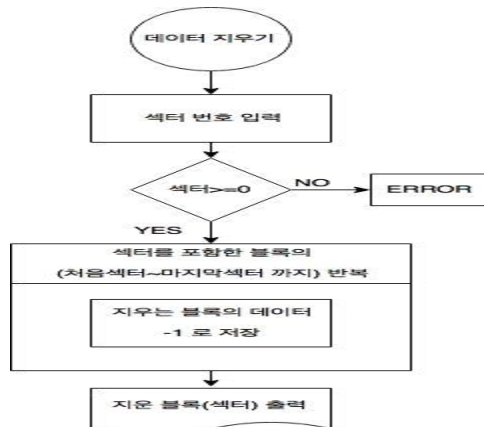 데이터 지우기
섹터 번호 입력
섹터>=0
NO
ERROR
YES
섹터를 포함한 블록의
(처음섹터~마지막섹터 까지) 반복
지우는 블록의 데이터
-1 로 저장
지운 블록(섹터) 출력